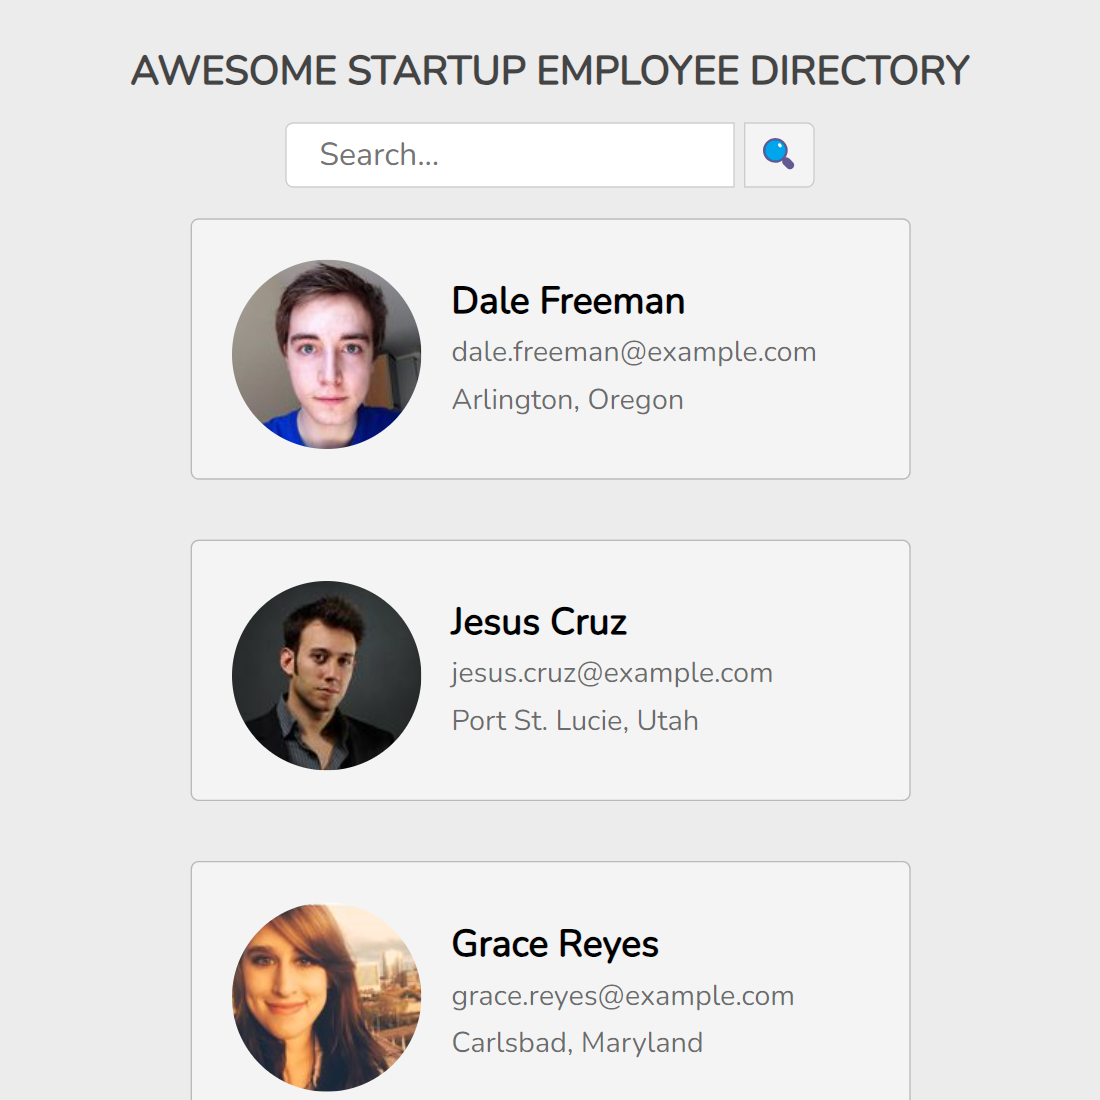 AWESOME STARTUP EMPLOYEE DIRECTORY
Search...
Dale Freeman
dale.freeman@example.com
Arlington, Oregon
Jesus Cruz
jesus.cruz@example.com
Port St. Lucie, Utah
Grace Reyes
grace.reyes@example.com
Carlsbad, Maryland